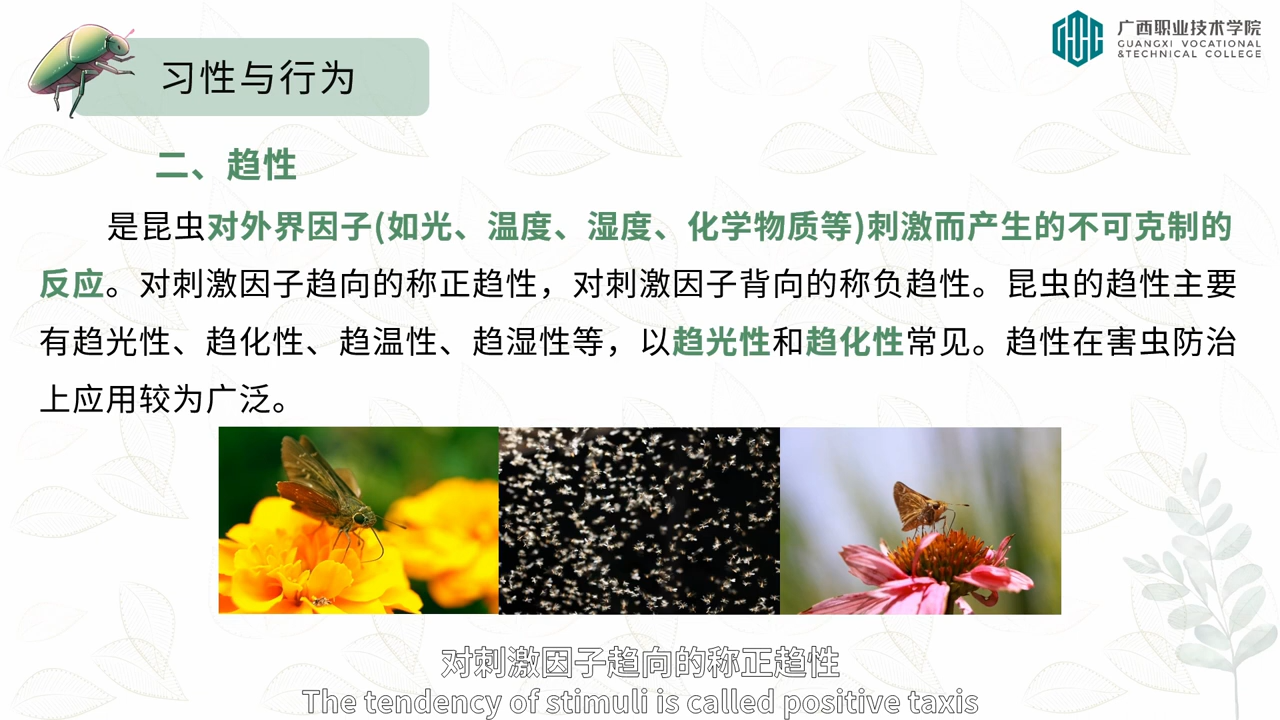 广西职业技术学院
GUANGXI VOCATIONAL
&TECHNICAL COLLEGE
习性与行为
二、趋性
是昆虫对外界因子(如光、温度、湿度、化学物质等)刺激而产生的不可克制的
反应。对刺激因子趋向的称正趋性，对刺激因子背向的称负趋性。昆虫的趋性主要
有趋光性、趋化性、趋温性、趋湿性等，以趋光性和趋化性常见。趋性在害虫防治
上应用较为广泛。
对刺激因子趋向的称正趋性
The tendency of stimuli is called positive taxis